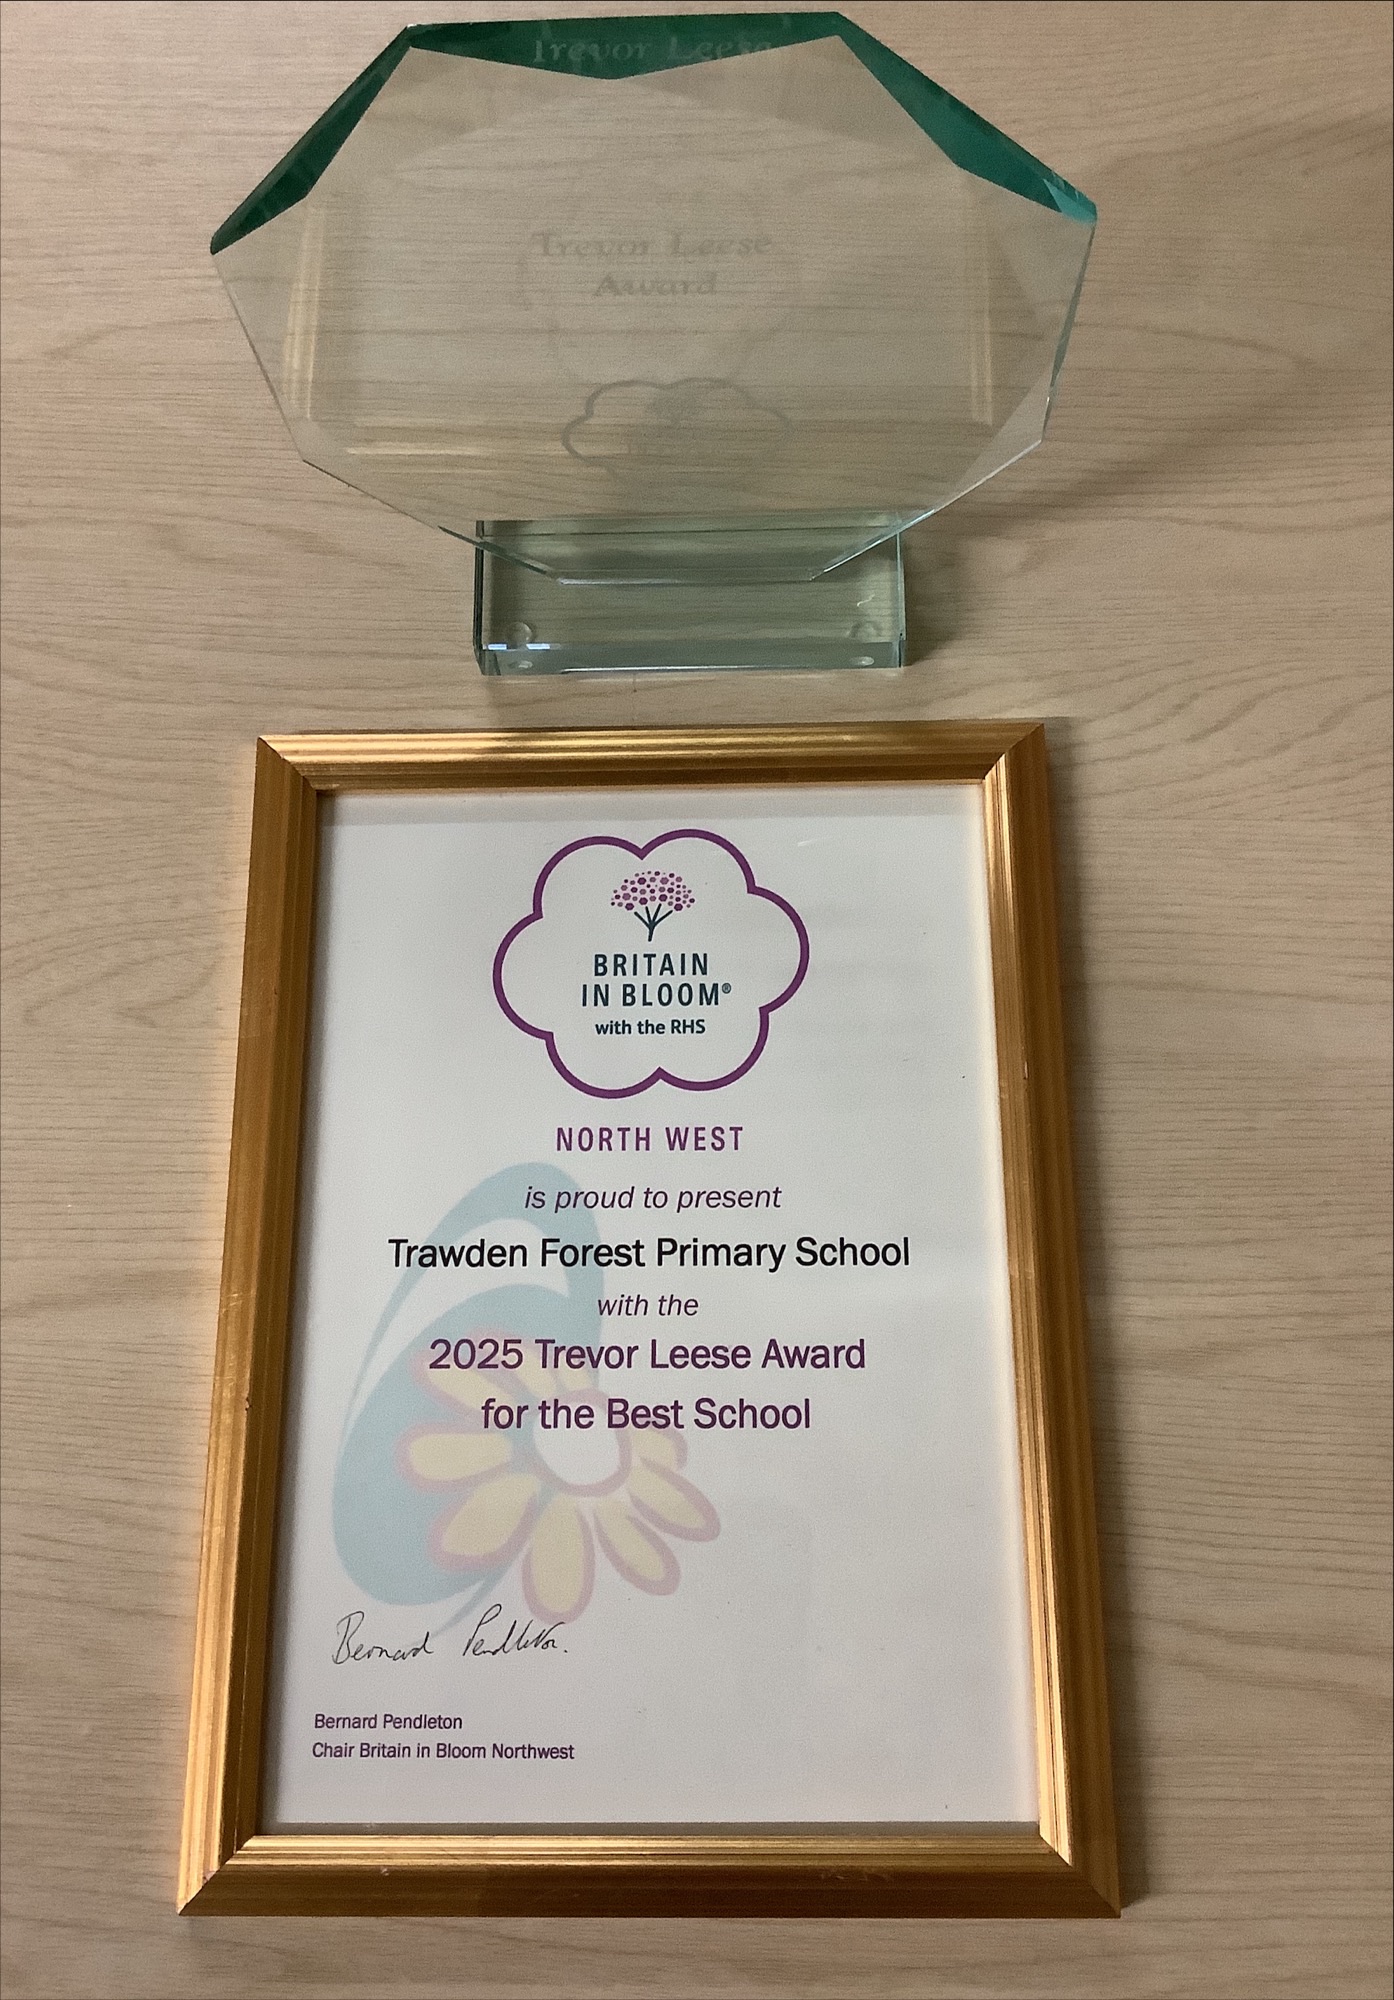 Trevor Leese
Trevor Leese
Award
BRITAIN
IN BLOOM®
with the RHS
NORTH WEST
is proud to present
Trawden Forest Primary School
with the
2025 Trevor Leese Award
for the Best School
Bernard Pendleton
Bernard Pendleton
Chair Britain in Bloom Northwest